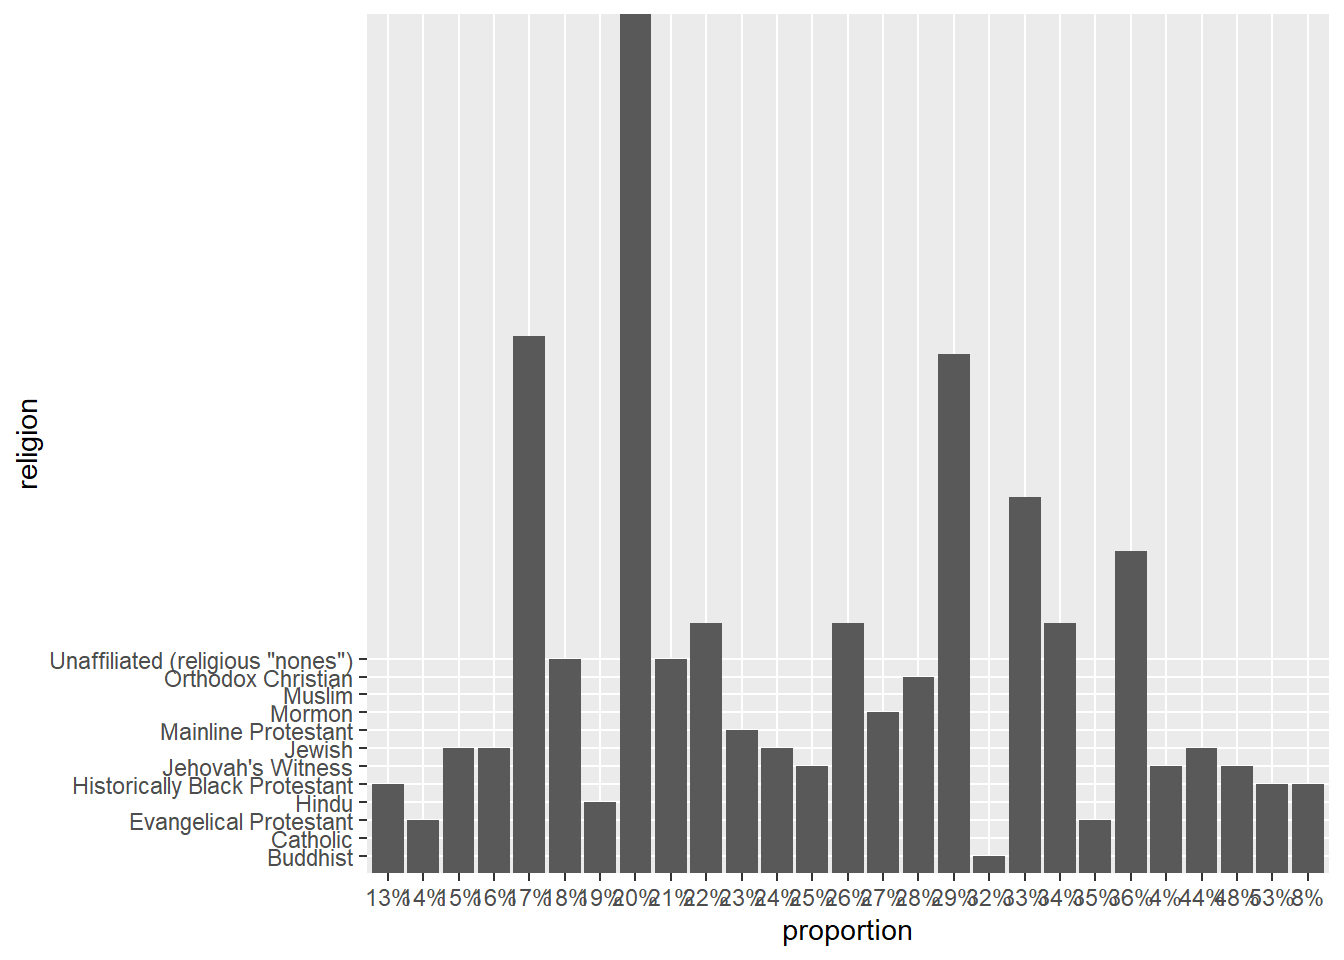 religion
Unaffiliated (religious "nones")
Orthodox Christian
Muslim
Mormon
Mainline Protestant
Jewish
Jehovah's Witness
Historically Black Protestant
Hindu
Evangelical Protestant
Catholic
Buddhist
13% 14% 15% 16% 17% 18% 19% 20% 21% 22% 23% 24% 25% 26% 27% 28% 29% 32% 33% 34% 35% 36% 4% 44% 48% 53% 8%
proportion